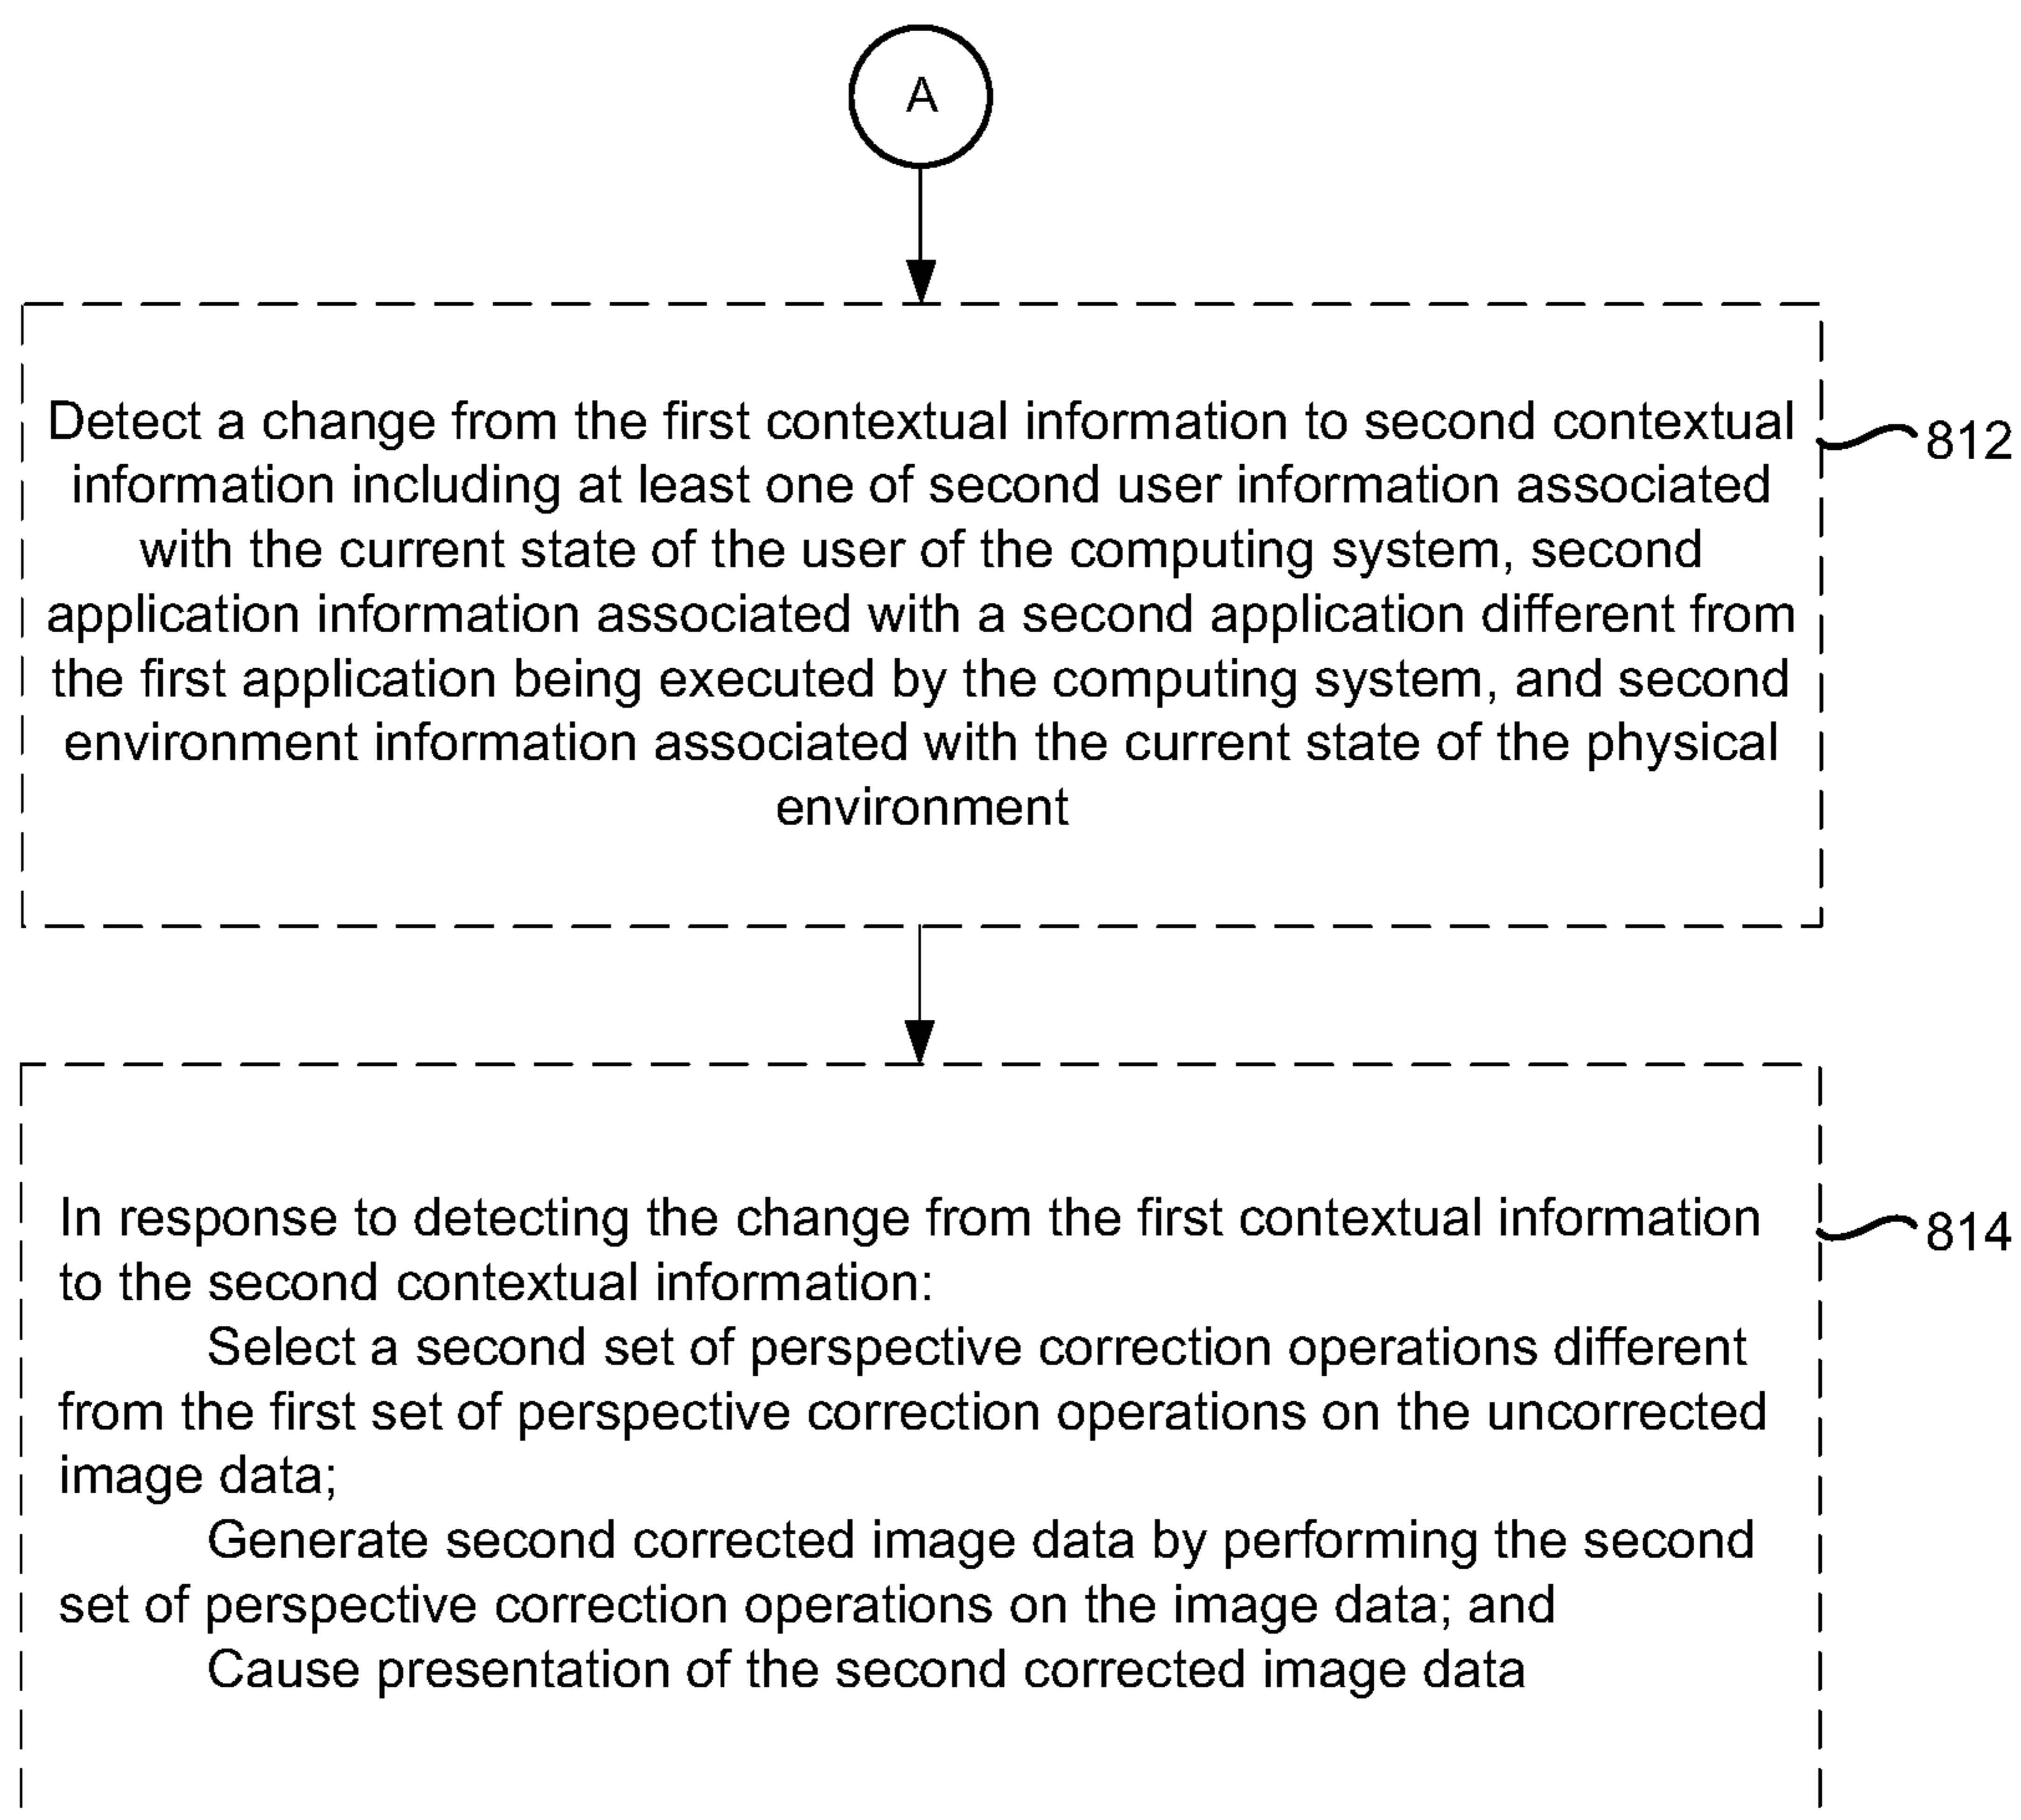 A
Detect a change from the first contextual information to second contextual
information including at least one of second user information associated
with the current state of the user of the computing system, second
application information associated with a second application different from
the first application being executed by the computing system, and second
environment information associated with the current state of the physical
environment
812
In response to detecting the change from the first contextual information
to the second contextual information:
Select a second set of perspective correction operations different
from the first set of perspective correction operations on the uncorrected
image data;
Generate second corrected image data by performing the second
set of perspective correction operations on the image data; and
Cause presentation of the second corrected image data
814